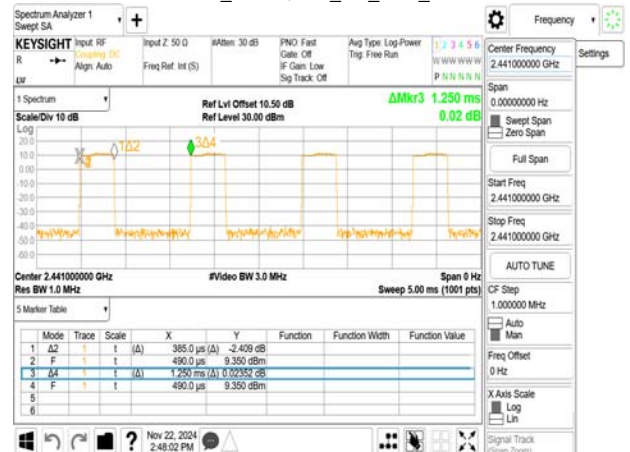 Spectrum Analyzer 1
Swept SA
+
Frequency
Settings
KEYSIGHT
R
LXI
Input: RF
Coupling: DC
Align: Auto
Input Z: 50 Ω
Freq Ref: Int (S)
#Atten: 30 dB
PNO: Fast
Gate: Off
IF Gain: Low
Sig Track: Off
Avg Type: Log-Power
Trig: Free Run
1 2 3 4 5 6
W W W W W W
P N N N N N
1 Spectrum
Scale/Div 10 dB
Log
Ref Lvl Offset 10.50 dB
Ref Level 30.00 dBm
ΔMkr3 1.250 ms
0.02 dB
20.0
10.0
0.00
-10.0
-20.0
-30.0
-40.0
-50.0
-60.0
1Δ2
3Δ4
Center 2.441000000 GHz
#Video BW 3.0 MHz
Span 0 Hz
Res BW 1.0 MHz
Sweep 5.00 ms (1001 pts)
5 Marker Table
Mode Trace Scale X Y Function Function Width Function Value
1 Δ2 1 t (Δ) 385.0 µs (Δ) -2.409 dB
2 F 1 t 490.0 µs 9.350 dBm
3 Δ4 1 t (Δ) 1.250 ms (Δ) 0.02352 dB
4 F 1 t 490.0 µs 9.350 dBm
5
6
?
Nov 22, 2024
2:48:02 PM
Center Frequency
2.441000000 GHz
Span
0.00000000 Hz
Swept Span
Zero Span
Full Span
Start Freq
2.441000000 GHz
Stop Freq
2.441000000 GHz
AUTO TUNE
CF Step
1.000000 MHz
Auto
Man
Freq Offset
0 Hz
X Axis Scale
Log
Lin
Signal Track
(Span Zoom)